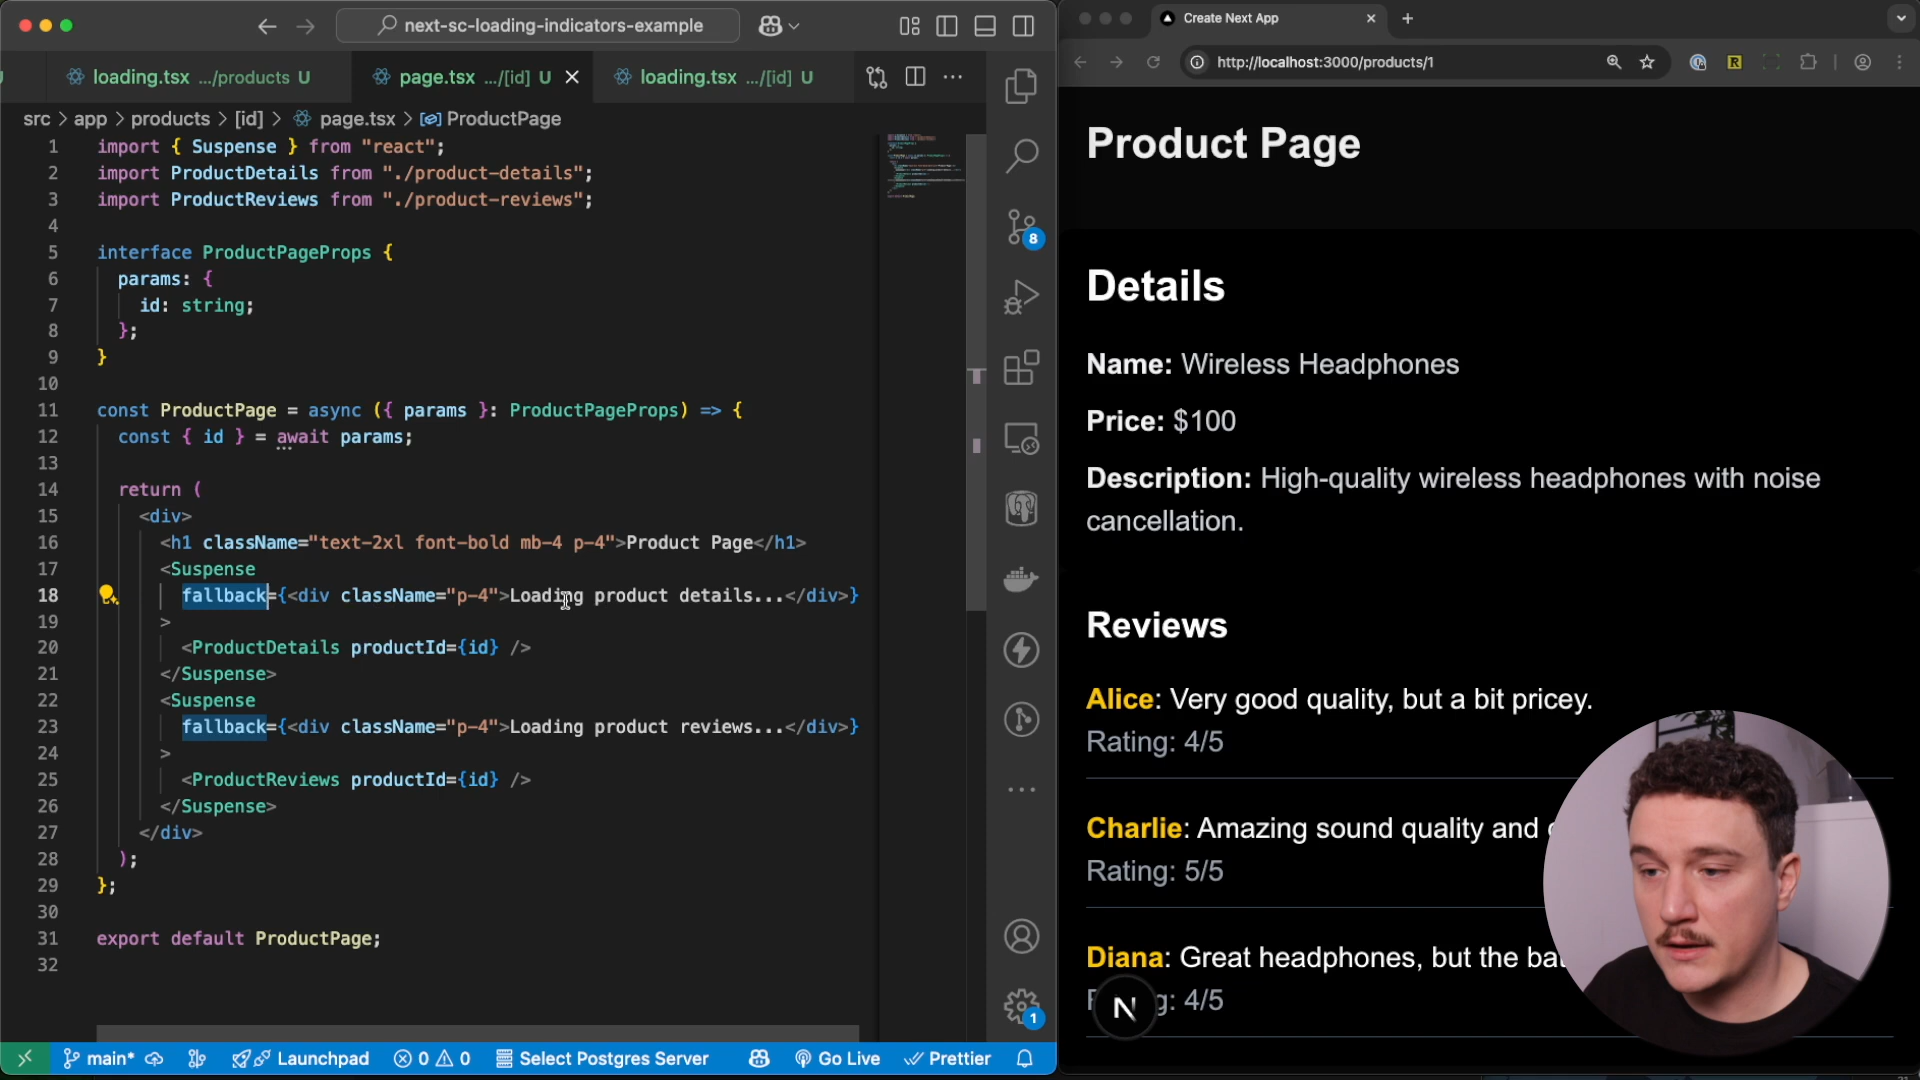 next-sc-loading-indicators-example
loading.tsx .../products U
page.tsx .../[id] U
loading.tsx .../[id] U
src > app > products > [id] > page.tsx > ProductPage
1 import { Suspense } from "react";
2 import ProductDetails from "./product-details";
3 import ProductReviews from "./product-reviews";
4
5 interface ProductPageProps {
6 params: {
7 id: string;
8 };
9 }
10
11 const ProductPage = async ({ params }: ProductPageProps) => {
12 const { id } = await params;
13
14 return (
15 <div>
16 <h1 className="text-2xl font-bold mb-4 p-4">Product Page</h1>
17 <Suspense
18 fallback={<div className="p-4">Loading product details...</div>}
19 >
20 <ProductDetails productId={id} />
21 </Suspense>
22 <Suspense
23 fallback={<div className="p-4">Loading product reviews...</div>}
24 >
25 <ProductReviews productId={id} />
26 </Suspense>
27 </div>
28 );
29 };
30
31 export default ProductPage;
32
8
1
main* Launchpad 0 0 Select Postgres Server Go Live Prettier
Create Next App
http://localhost:3000/products/1
R
Product Page
Details
Name: Wireless Headphones
Price: $100
Description: High-quality wireless headphones with noise
cancellation.
Reviews
Alice: Very good quality, but a bit pricey.
Rating: 4/5
Charlie: Amazing sound quality and
Rating: 5/5
Diana: Great headphones, but the
g: 4/5
N